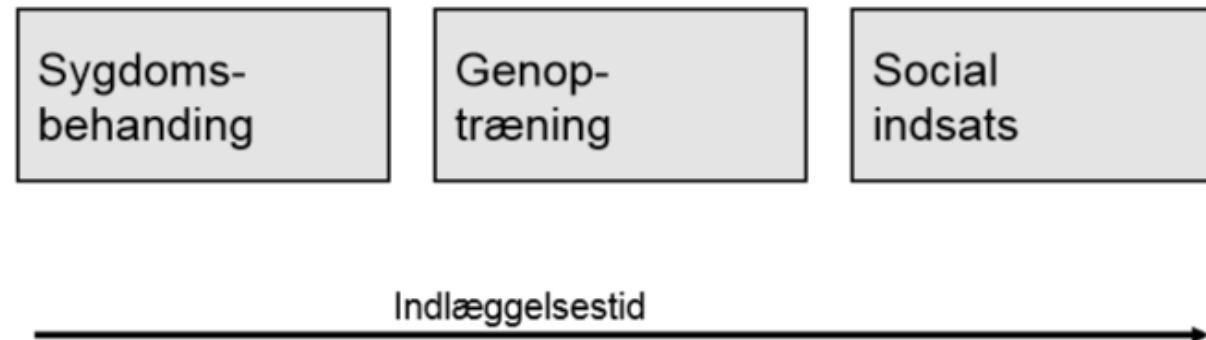 Sygdoms-
behanding
Genop-
træning
Social
indsats
Indlæggelsestid